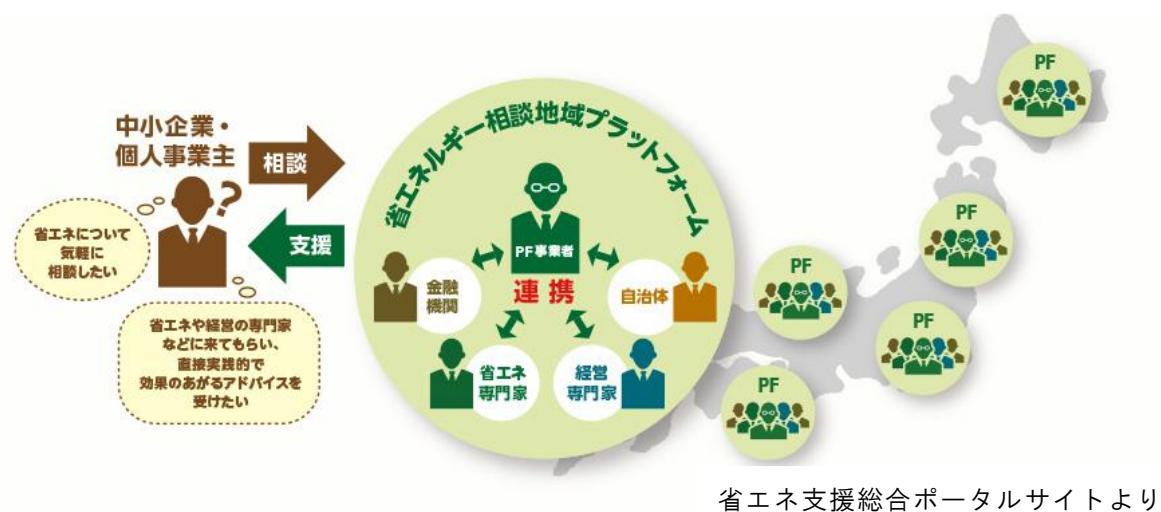 中小企業・
個人事業主
相談
支援
省エネについて
気軽に
相談したい
省エネや経営の専門家
などに来てもらい、
直接実践的で
効果のあがるアドバイスを
受けたい
?
省エネルギー相談地域プラットフォーム
PF事業者
連携
金融
機関
自治体
省エネ
専門家
経営
専門家
PF
PF
PF
PF
PF
省エネ支援総合ポータルサイトより